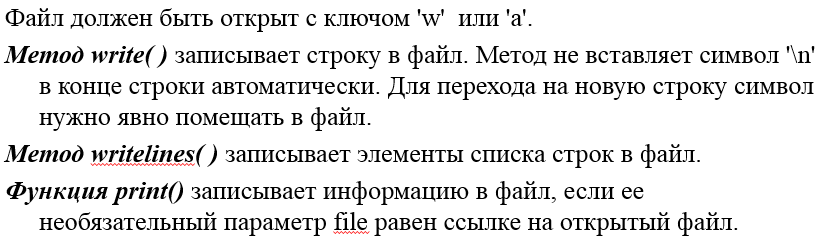 Файл должен быть открыт с ключом 'w'  или 'a'.
Метод write( ) записывает строку в файл. Метод не вставляет символ '\n'
в конце строки автоматически. Для перехода на новую строку символ
нужно явно помещать в файл.
Метод writelines( ) записывает элементы списка строк в файл.
Функция print() записывает информацию в файл, если ее
необязательный параметр file равен ссылке на открытый файл.